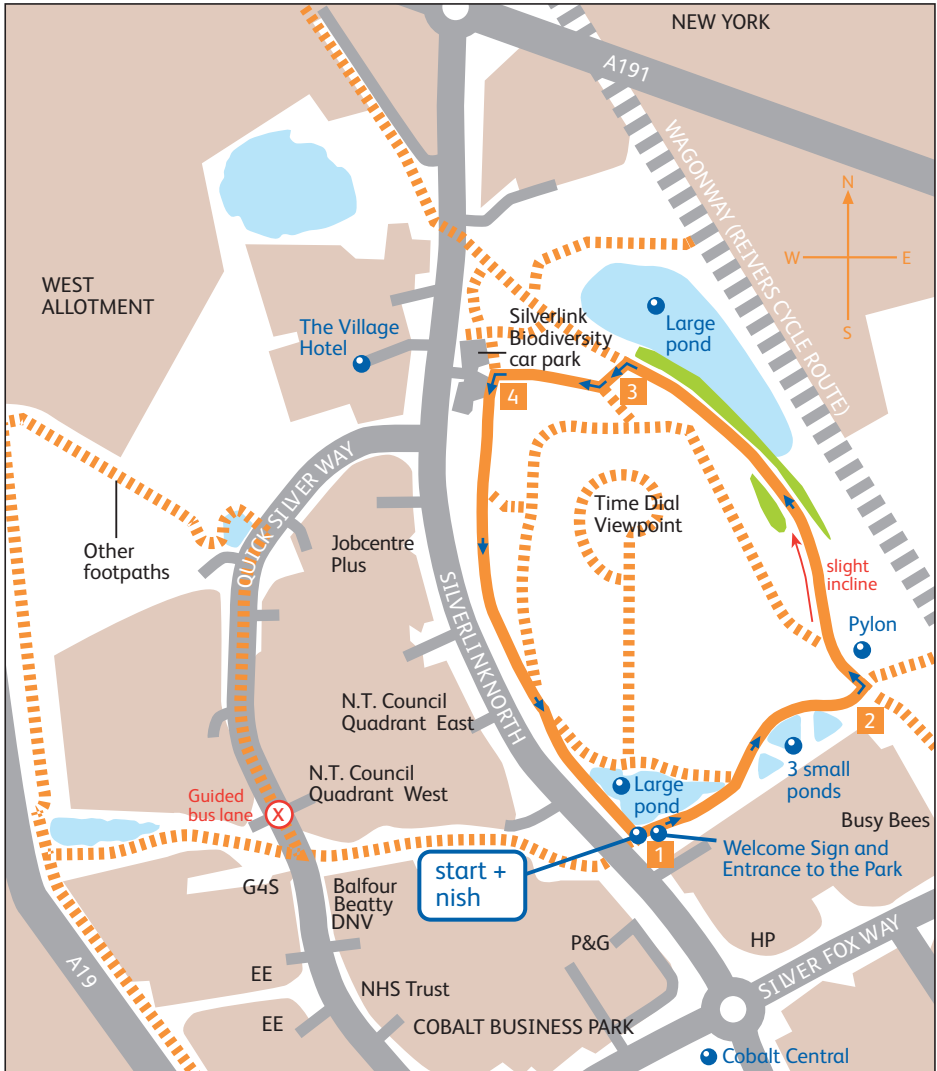 NEW YORK
A191
WAGONWAY (REIVERS CYCLE ROUTE)
N
W
E
S
WEST
ALLOTMENT
The Village
Hotel
Silverlink
Biodiversity
car park
Large
pond
4
3
QUICK SILVER WAY
Time Dial
Viewpoint
Other
footpaths
Jobcentre
Plus
SILVERLINK NORTH
slight
incline
Pylon
2
N.T. Council
Quadrant East
N.T. Council
Quadrant West
Guided
bus lane
X
Large
pond
3 small
ponds
Busy Bees
1
Welcome Sign and
Entrance to the Park
start +
nish
G4S
Balfour
Beatty
DNV
P&G
HP
SILVER FOX WAY
A19
EE
NHS Trust
EE
COBALT BUSINESS PARK
Cobalt Central